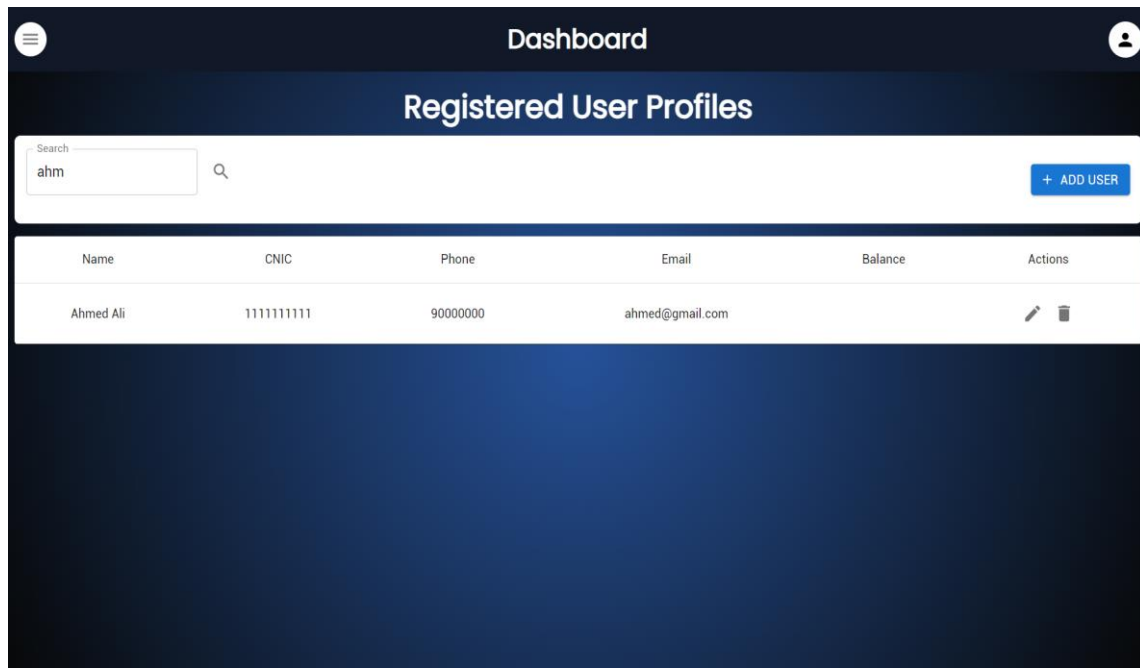 Dashboard
Registered User Profiles
Search
ahm
+ ADD USER
Name CNIC Phone Email Balance Actions
Ahmed Ali 1111111111 90000000 ahmed@gmail.com